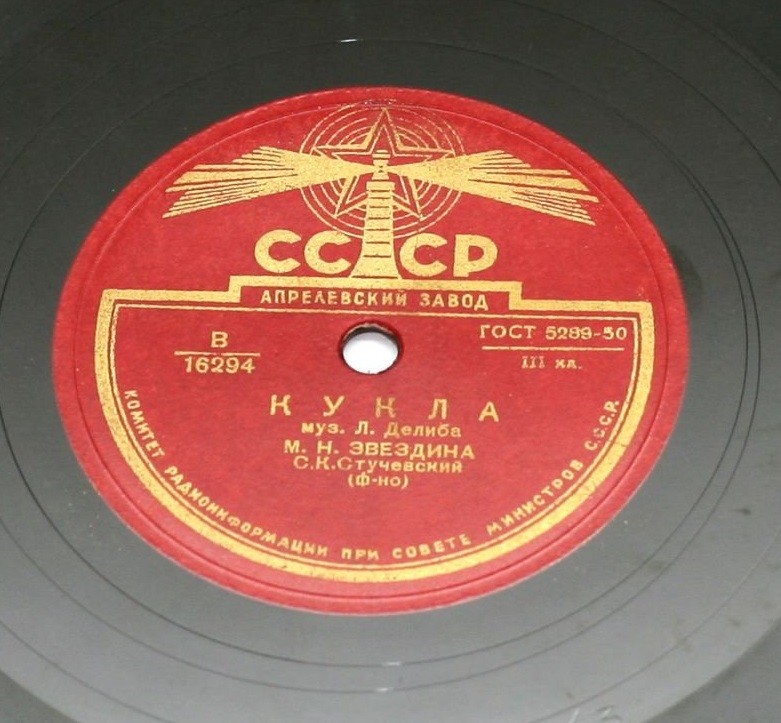 СССР
АПРЕЛЕВСКИЙ ЗАВОД
В
16294
ГОСТ 5289-50
III кл.
КУКЛА
муз. Л. Делиба
М. Н. ЗВЕЗДИНА
С.К.Стучевский
(ф-но)
КОМИТЕТ РАДИОИНФОРМАЦИИ ПРИ СОВЕТЕ МИНИСТРОВ С.С.С.Р.